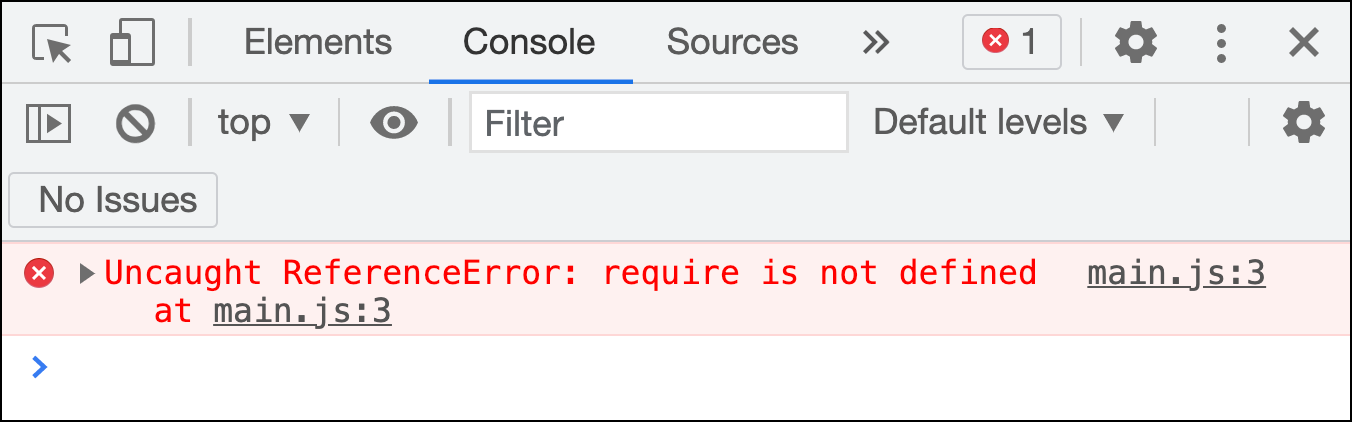 Elements Console Sources 1
top Filter Default levels
No Issues
Uncaught ReferenceError: require is not defined main.js:3
at main.js:3